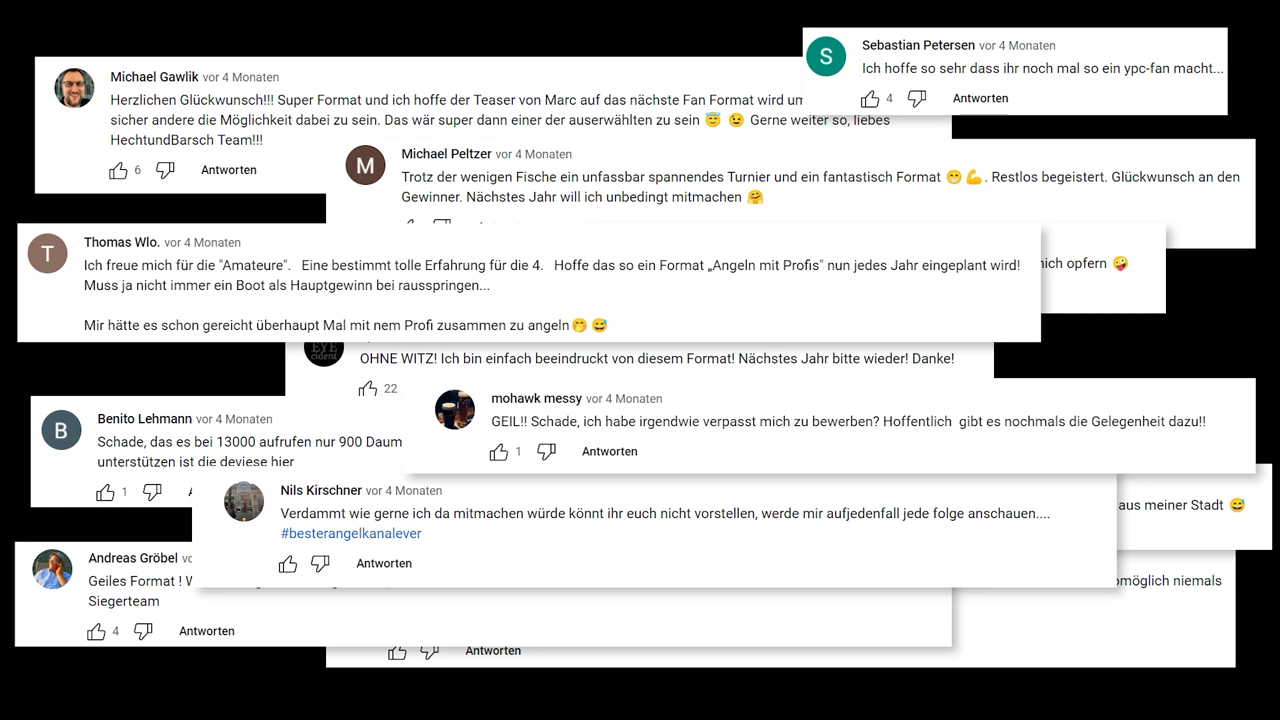 Sebastian Petersen vor 4 Monaten
Ich hoffe so sehr dass ihr noch mal so ein ypc-fan macht...
4 Antworten
Michael Gawlik vor 4 Monaten
Herzlichen Glückwunsch!!! Super Format und ich hoffe der Teaser von Marc auf das nächste Fan Format wird
sicher andere die Möglichkeit dabei zu sein. Das wär super dann einer der auserwählten zu sein 😇 😉 Gerne weiter so, liebes
HechtundBarsch Team!!!
6 Antworten
Michael Peltzer vor 4 Monaten
Trotz der wenigen Fische ein unfassbar spannendes Turnier und ein fantastisch Format 😁💪. Restlos begeistert. Glückwunsch an den
Gewinner. Nächstes Jahr will ich unbedingt mitmachen 🤗
Thomas Wlo. vor 4 Monaten
Ich freue mich für die "Amateure". Eine bestimmt tolle Erfahrung für die 4. Hoffe das so ein Format „Angeln mit Profis" nun jedes Jahr eingeplant wird!
Muss ja nicht immer ein Boot als Hauptgewinn bei rausspringen...
Mir hätte es schon gereicht überhaupt Mal mit nem Profi zusammen zu angeln🤭 😅
opfern 🤪
EYE
cident
OHNE WITZ! Ich bin einfach beeindruckt von diesem Format! Nächstes Jahr bitte wieder! Danke!
22
mohawk messy vor 4 Monaten
GEIL!! Schade, ich habe irgendwie verpasst mich zu bewerben? Hoffentlich gibt es nochmals die Gelegenheit dazu!!
1 Antworten
B Benito Lehmann vor 4 Monaten
Schade, das es bei 13000 aufrufen nur 900 Daum
unterstützen ist die deviese hier
1
Nils Kirschner vor 4 Monaten
Verdammt wie gerne ich da mitmachen würde könnt ihr euch nicht vorstellen, werde mir aufjedenfall jede folge anschauen....
#besterangelkanalever
Antworten
aus meiner Stadt 😅
Andreas Gröbel
Geiles Format !
Siegerteam
4 Antworten
niemals
Antworten